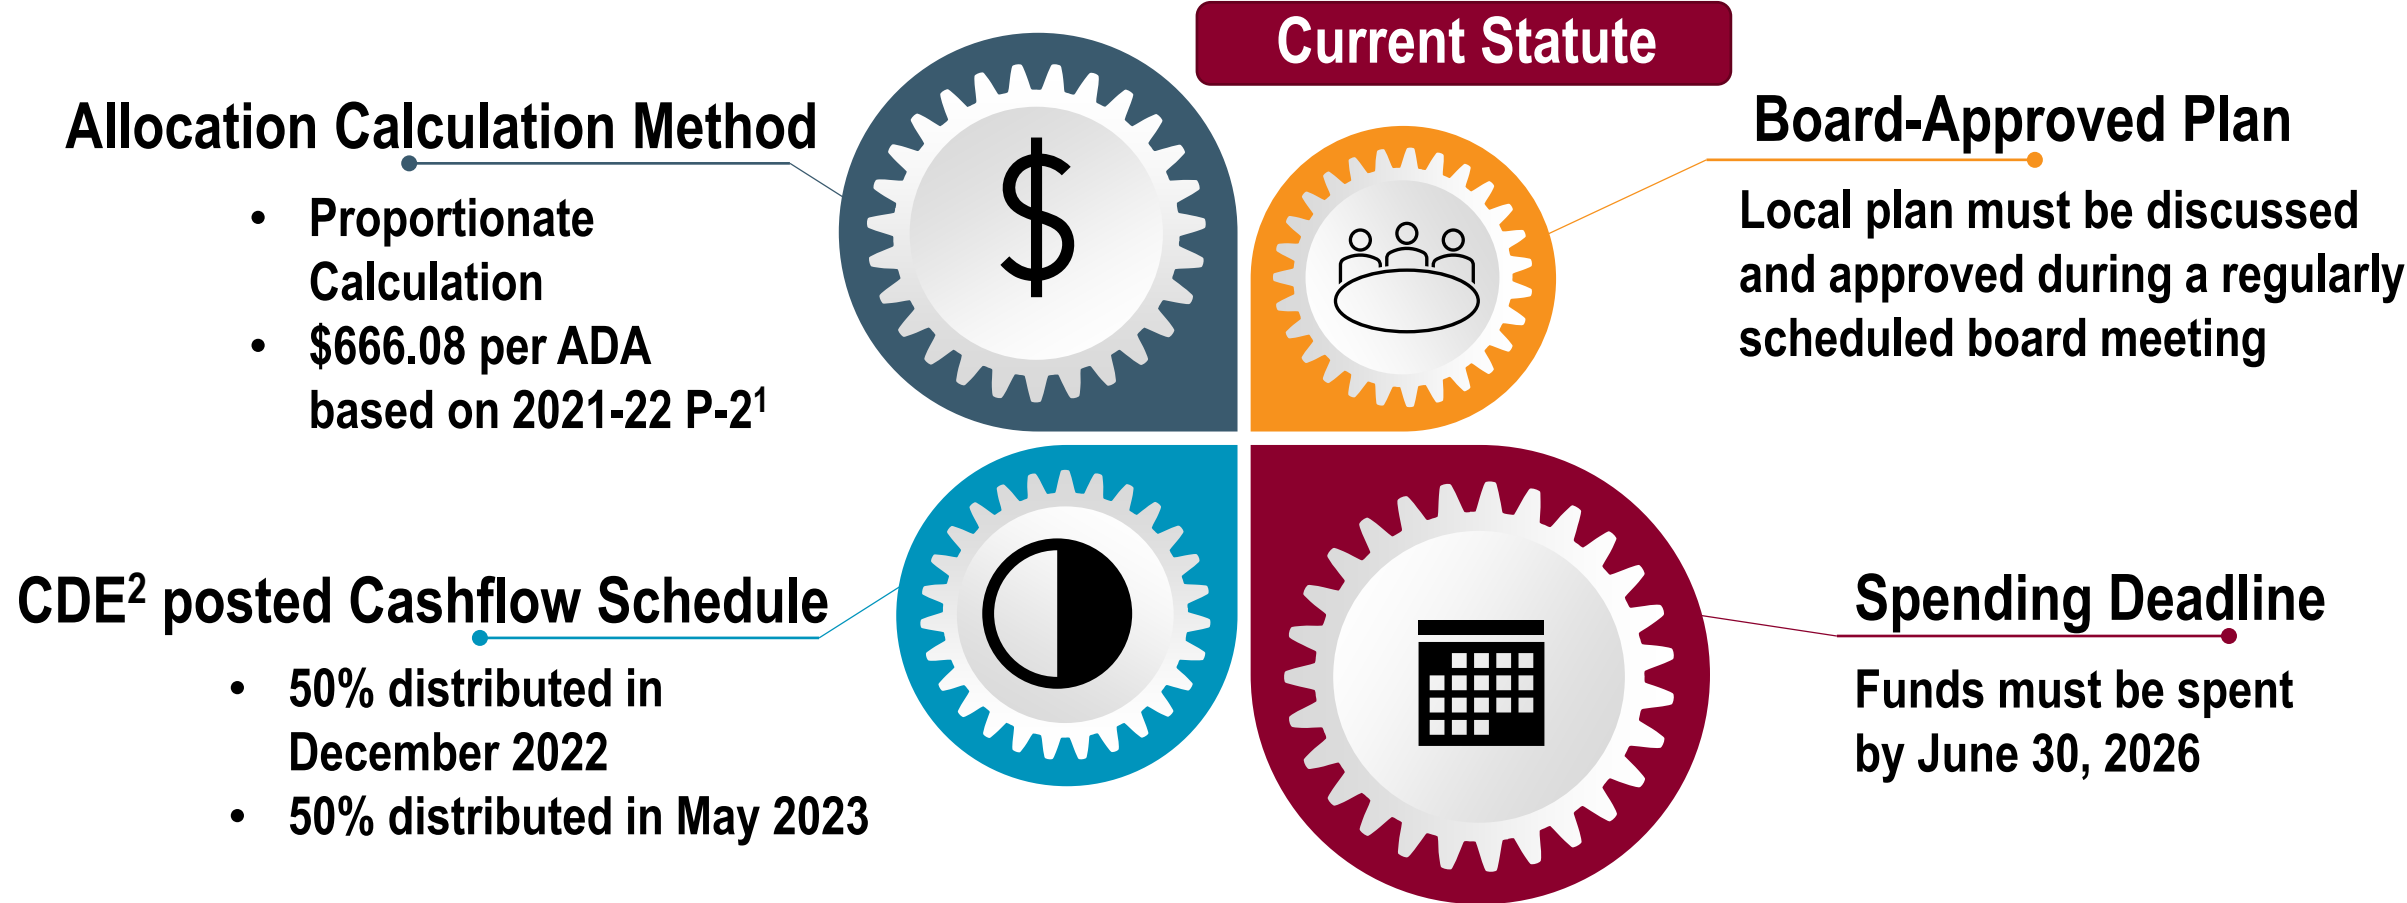 Current Statute
Allocation Calculation Method
• Proportionate
Calculation
• $666.08 per ADA
based on 2021-22 P-2¹
Board-Approved Plan
Local plan must be discussed
and approved during a regularly
scheduled board meeting
CDE² posted Cashflow Schedule
• 50% distributed in
December 2022
• 50% distributed in May 2023
Spending Deadline
Funds must be spent
by June 30, 2026